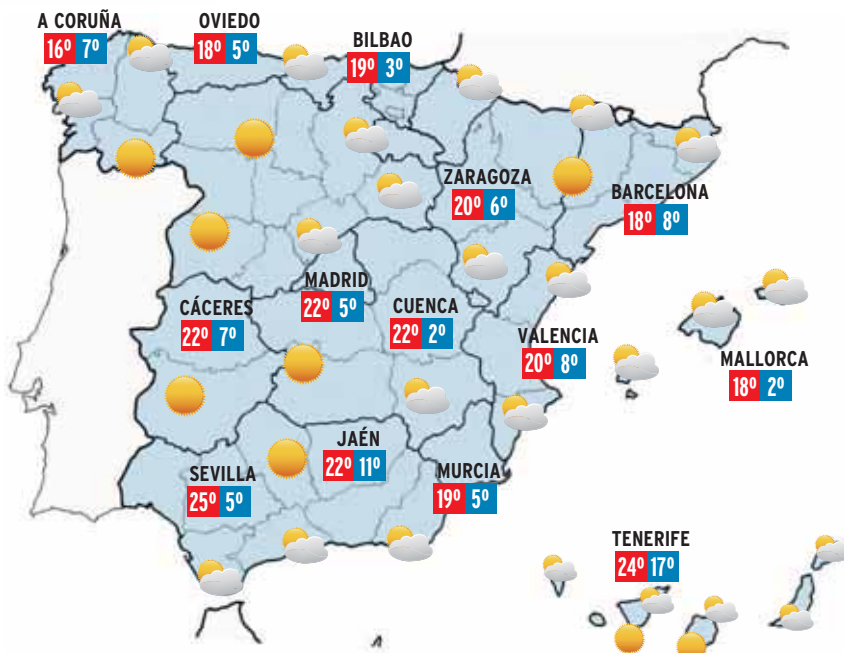 A CORUÑA
16º 7º
OVIEDO
18º 5º
BILBAO
19º 3º
ZARAGOZA
20º 6º
BARCELONA
18º 8º
MADRID
22º 5º
CÁCERES
22º 7º
CUENCA
22º 2º
VALENCIA
20º 8º
MALLORCA
18º 2º
JAÉN
22º 11º
SEVILLA
25º 5º
MURCIA
19º 5º
TENERIFE
24º 17º